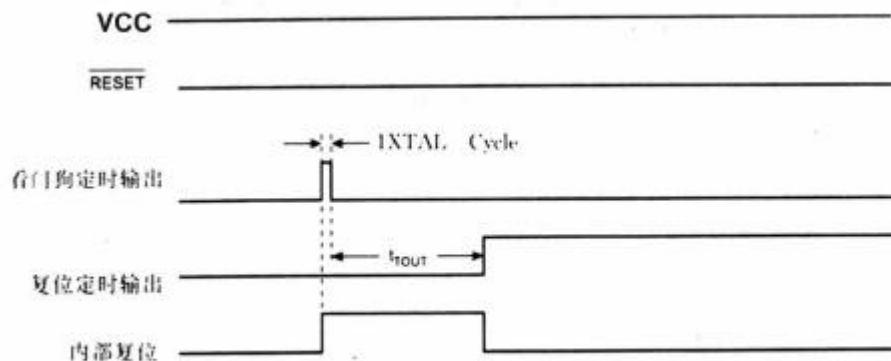 VCC
RESET
1XTAL Cycle
看门狗定时输出
tTOUT
复位定时输出
内部复位